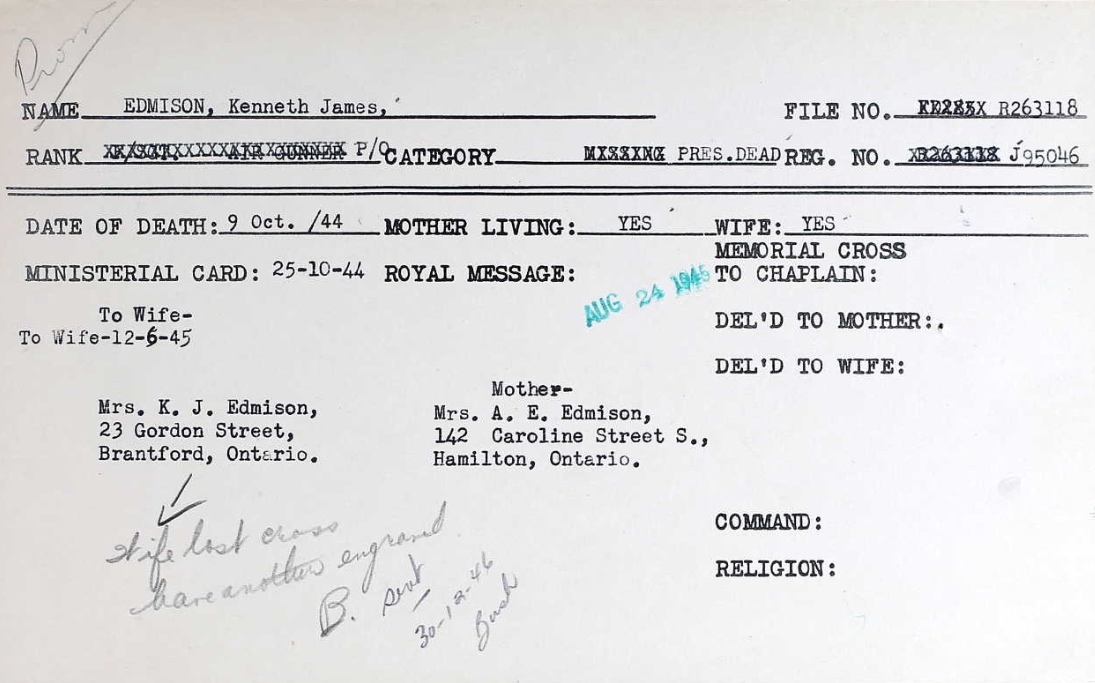 Prom
NAME EDMISON, Kenneth James, FILE NO. R263118
RANK P/O CATEGORY MISSING PRES.DEAD REG. NO. R263118 J95046
DATE OF DEATH: 9 Oct. /44 MOTHER LIVING: YES WIFE: YES
MEMORIAL CROSS
MINISTERIAL CARD: 25-10-44 ROYAL MESSAGE: AUG 24 1945 TO CHAPLAIN:
To Wife-
To Wife-12-6-45
DEL'D TO MOTHER:.
DEL'D TO WIFE:
Mother-
Mrs. K. J. Edmison, Mrs. A. E. Edmison,
23 Gordon Street, 142 Caroline Street S.,
Brantford, Ontario. Hamilton, Ontario.
Wife lost cross
have another engraved
B. sent
30-12-46
COMMAND:
RELIGION: